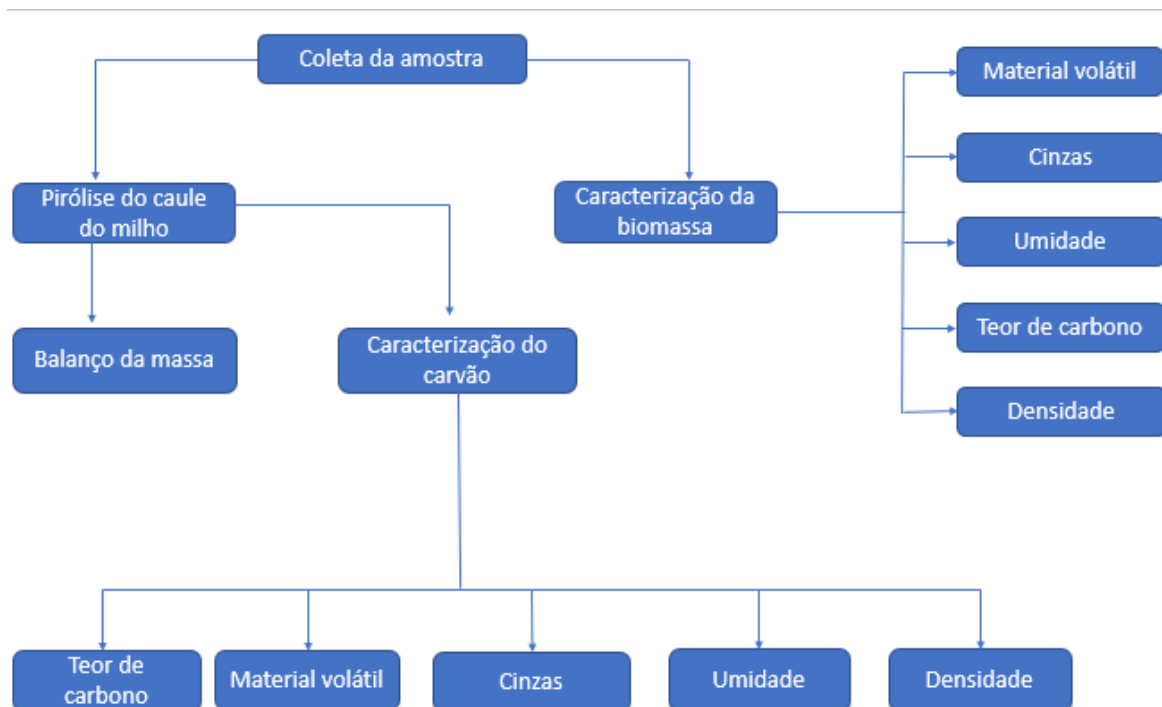 Coleta da amostra
Material volátil
Cinzas
Pirólise do caule
do milho
Caracterização da
biomassa
Umidade
Teor de carbono
Balanço da massa
Caracterização do
carvão
Densidade
Teor de
carbono
Material volátil
Cinzas
Umidade
Densidade